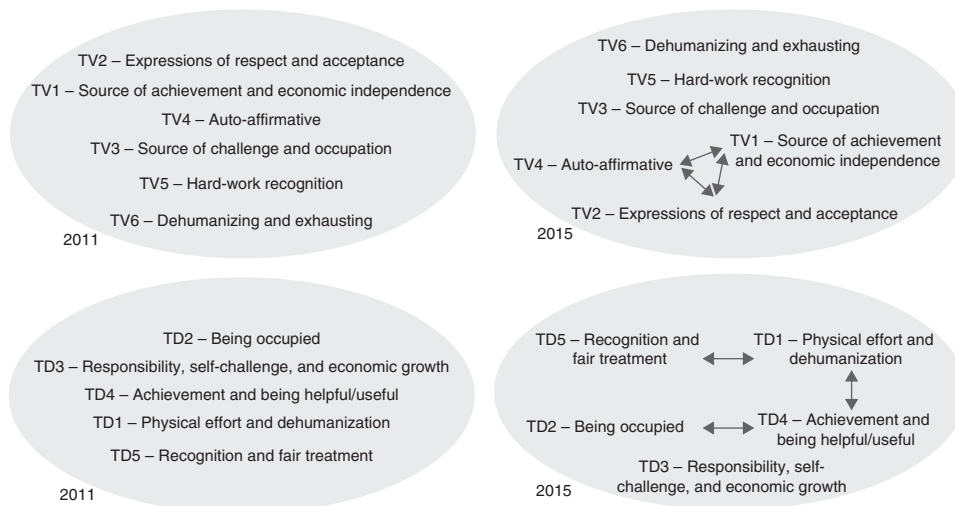 TV2 – Expressions of respect and acceptance
TV1 – Source of achievement and economic independence
TV4 – Auto-affirmative
TV3 – Source of challenge and occupation
TV5 – Hard-work recognition
TV6 – Dehumanizing and exhausting
2011
TV6 – Dehumanizing and exhausting
TV5 – Hard-work recognition
TV3 – Source of challenge and occupation
TV1 – Source of achievement
and economic independence
TV4 – Auto-affirmative
TV2 – Expressions of respect and acceptance
2015
TD2 – Being occupied
TD3 – Responsibility, self-challenge, and economic growth
TD4 – Achievement and being helpful/useful
TD1 – Physical effort and dehumanization
TD5 – Recognition and fair treatment
2011
TD5 – Recognition and
fair treatment
TD1 – Physical effort and
dehumanization
TD2 – Being occupied
TD4 – Achievement and
being helpful/useful
TD3 – Responsibility, self-
challenge, and economic growth
2015